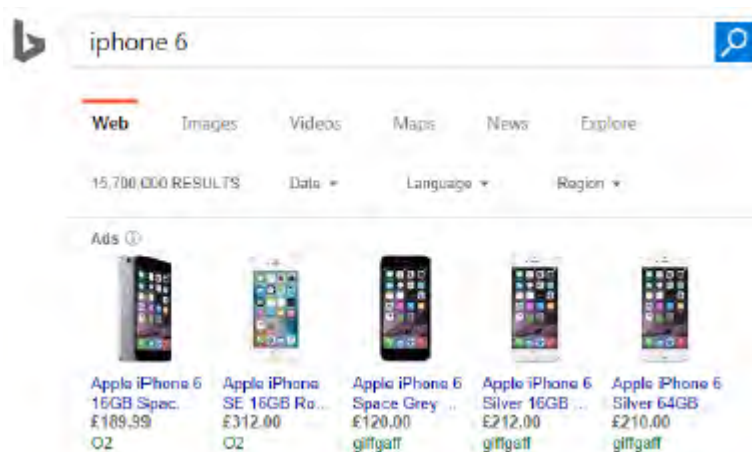 iphone 6
Web Images Videos Maps News Explore
15,700,000 RESULTS Date Language Region
Ads
Apple iPhone 6 Apple iPhone Apple iPhone 6 Apple iPhone 6 Apple iPhone 6
16GB Spac... SE 16GB Ro... Space Grey ... Silver 16GB ... Silver 64GB ...
£189.99 £312.00 £120.00 £212.00 £210.00
O2 O2 giffgaff giffgaff giffgaff